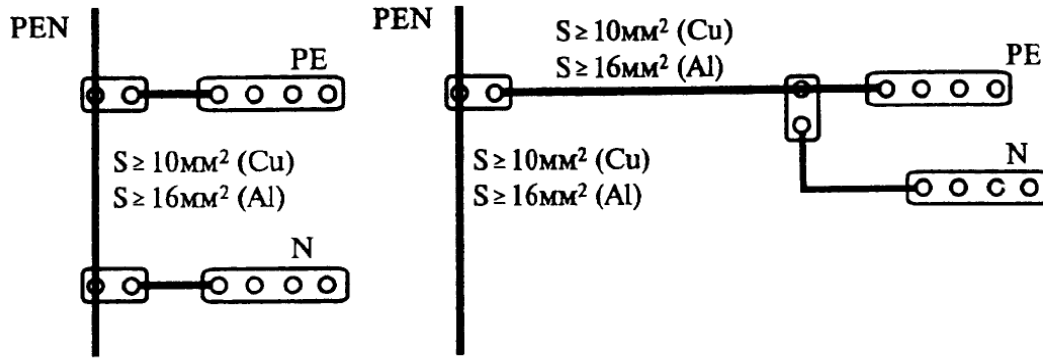 PEN
PE
S ≥ 10мм² (Cu)
S ≥ 16мм² (Al)
N
PEN
S ≥ 10мм² (Cu)
S ≥ 16мм² (Al)
PE
S ≥ 10мм² (Cu)
S ≥ 16мм² (Al)
N